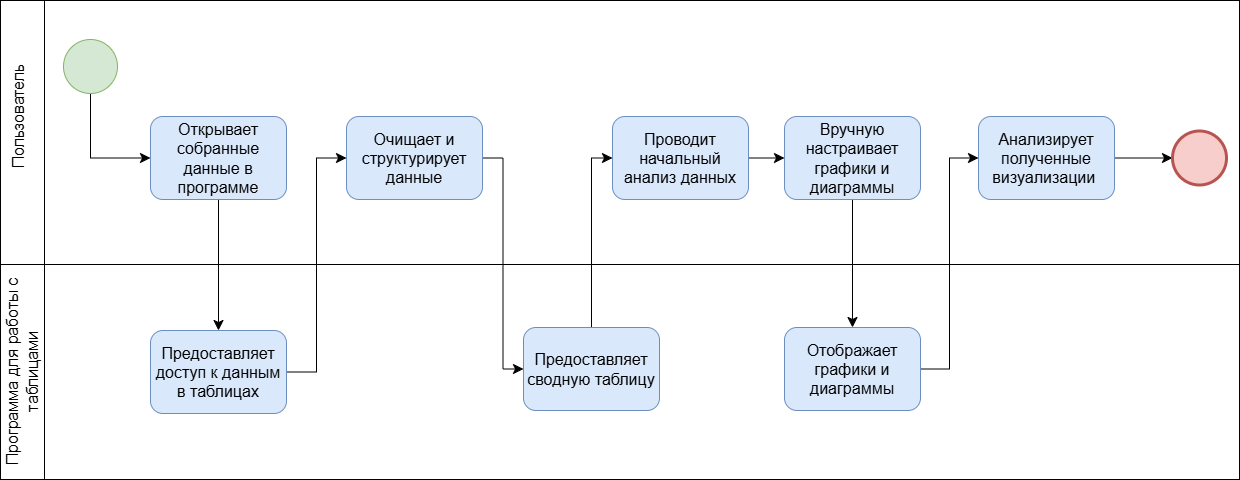 Пользователь
Открывает
собранные
данные в
программе
Очищает и
структурирует
данные
Проводит
начальный
анализ данных
Вручную
настраивает
графики и
диаграммы
Анализирует
полученные
визуализации
Программа для работы с
таблицами
Предоставляет
доступ к данным
в таблицах
Предоставляет
сводную таблицу
Отображает
графики и
диаграммы